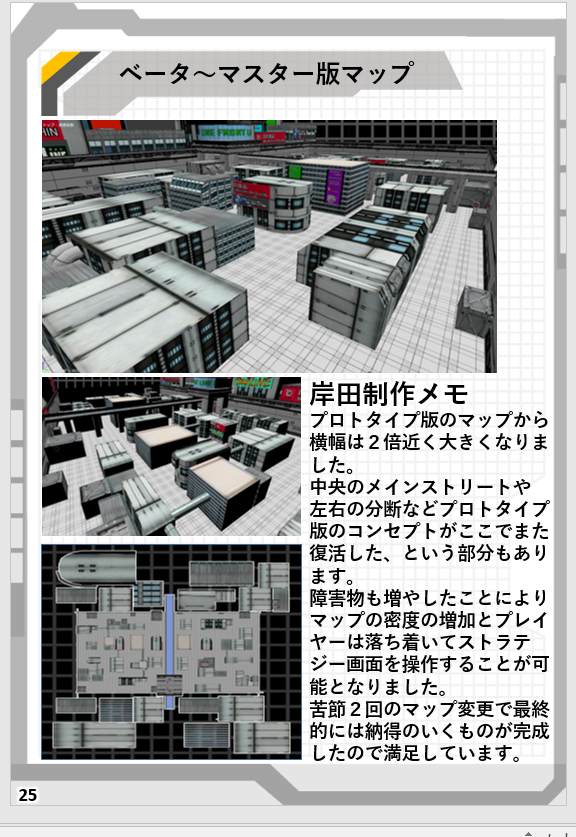 ベータ～マスター版マップ
岸田制作メモ
プロトタイプ版のマップから
横幅は２倍近く大きくなりま
した。
中央のメインストリートや
左右の分断などプロトタイプ
版のコンセプトがここでまた
復活した、という部分もあり
ます。
障害物も増やしたことにより
マップの密度の増加とプレイ
ヤーは落ち着いてストラテ
ジー画面を操作することが可
能となりました。
苦節２回のマップ変更で最終
的には納得のいくものが完成
したので満足しています。
25